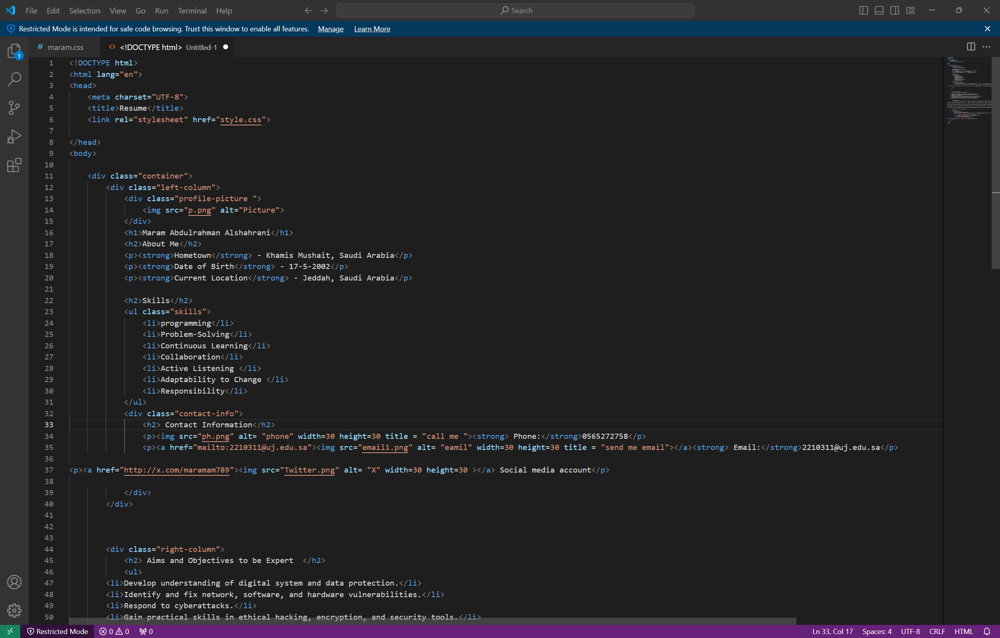 File Edit Selection View Go Run Terminal Help
Search
Restricted Mode is intended for safe code browsing. Trust this window to enable all features. Manage Learn More
1
# maram.css
<> <!DOCTYPE html> Untitled-1
1 <!DOCTYPE html>
2 <html lang="en">
3 <head>
4 <meta charset="UTF-8">
5 <title>Resume</title>
6 <link rel="stylesheet" href="style.css">
7
8 </head>
9 <body>
10
11 <div class="container">
12 <div class="left-column">
13 <div class="profile-picture ">
14 <img src="p.png" alt="Picture">
15 </div>
16 <h1>Maram Abdulrahman Alshahrani</h1>
17 <h2>About Me</h2>
18 <p><strong>Hometown</strong> - Khamis Mushait, Saudi Arabia</p>
19 <p><strong>Date of Birth</strong> - 17-5-2002</p>
20 <p><strong>Current Location</strong> - Jeddah, Saudi Arabia</p>
21
22 <h2>Skills</h2>
23 <ul class="skills">
24 <li>programming</li>
25 <li>Problem-Solving</li>
26 <li>Continuous Learning</li>
27 <li>Collaboration</li>
28 <li>Active Listening </li>
29 <li>Adaptability to Change </li>
30 <li>Responsibility</li>
31 </ul>
32 <div class="contact-info">
33 <h2> Contact Information</h2>
34 <p><img src="ph.png" alt= "phone" width=30 height=30 title = "call me "><strong> Phone:</strong>0565272758</p>
35 <p><a href="mailto:2210311@uj.edu.sa"><img src="email1.png" alt= "eamil" width=30 height=30 title = "send me email"></a><strong> Email:</strong>2210311@uj.edu.sa</p>
36
37 <p><a href="http://x.com/maramam789"><img src="Twitter.png" alt= "X" width=30 height=30 ></a> Social media account</p>
38
39 </div>
40 </div>
41
42
43
44 <div class="right-column">
45 <h2> Aims and Objectives to be Expert  </h2>
46 <ul>
47 <li>Develop understanding of digital system and data protection.</li>
48 <li>Identify and fix network, software, and hardware vulnerabilities.</li>
49 <li>Respond to cyberattacks.</li>
50 <li>Gain practical skills in ethical hacking, encryption, and security tools.</li>
Restricted Mode 0 0 0 Ln 33, Col 17 Spaces: 4 UTF-8 CRLF HTML